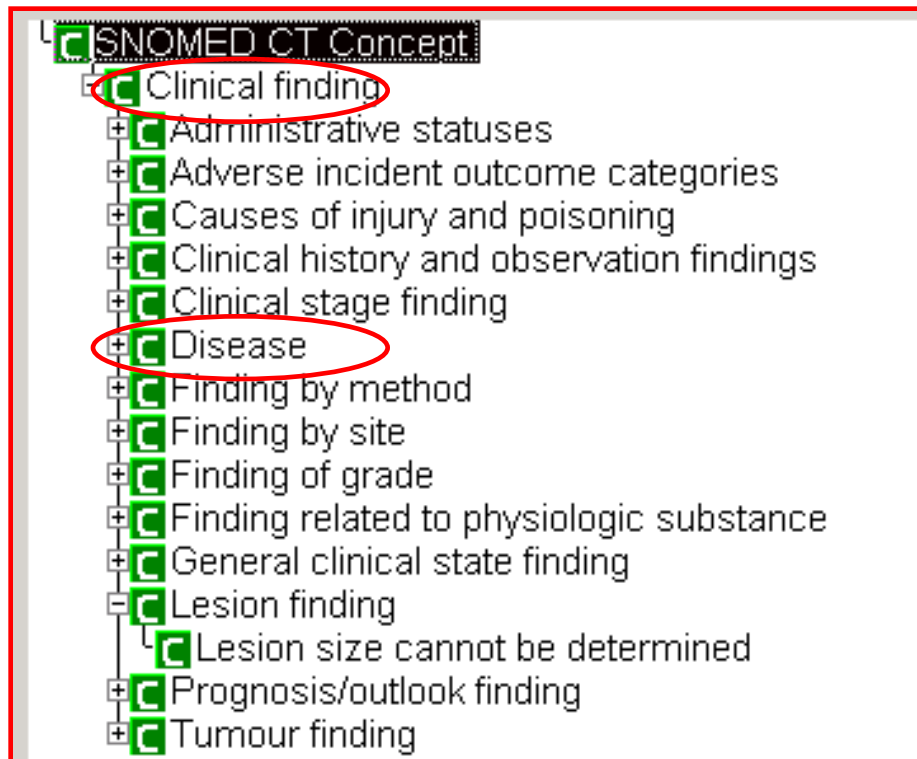 SNOMED CT Concept
Clinical finding
Administrative statuses
Adverse incident outcome categories
Causes of injury and poisoning
Clinical history and observation findings
Clinical stage finding
Disease
Finding by method
Finding by site
Finding of grade
Finding related to physiologic substance
General clinical state finding
Lesion finding
Lesion size cannot be determined
Prognosis/outlook finding
Tumour finding